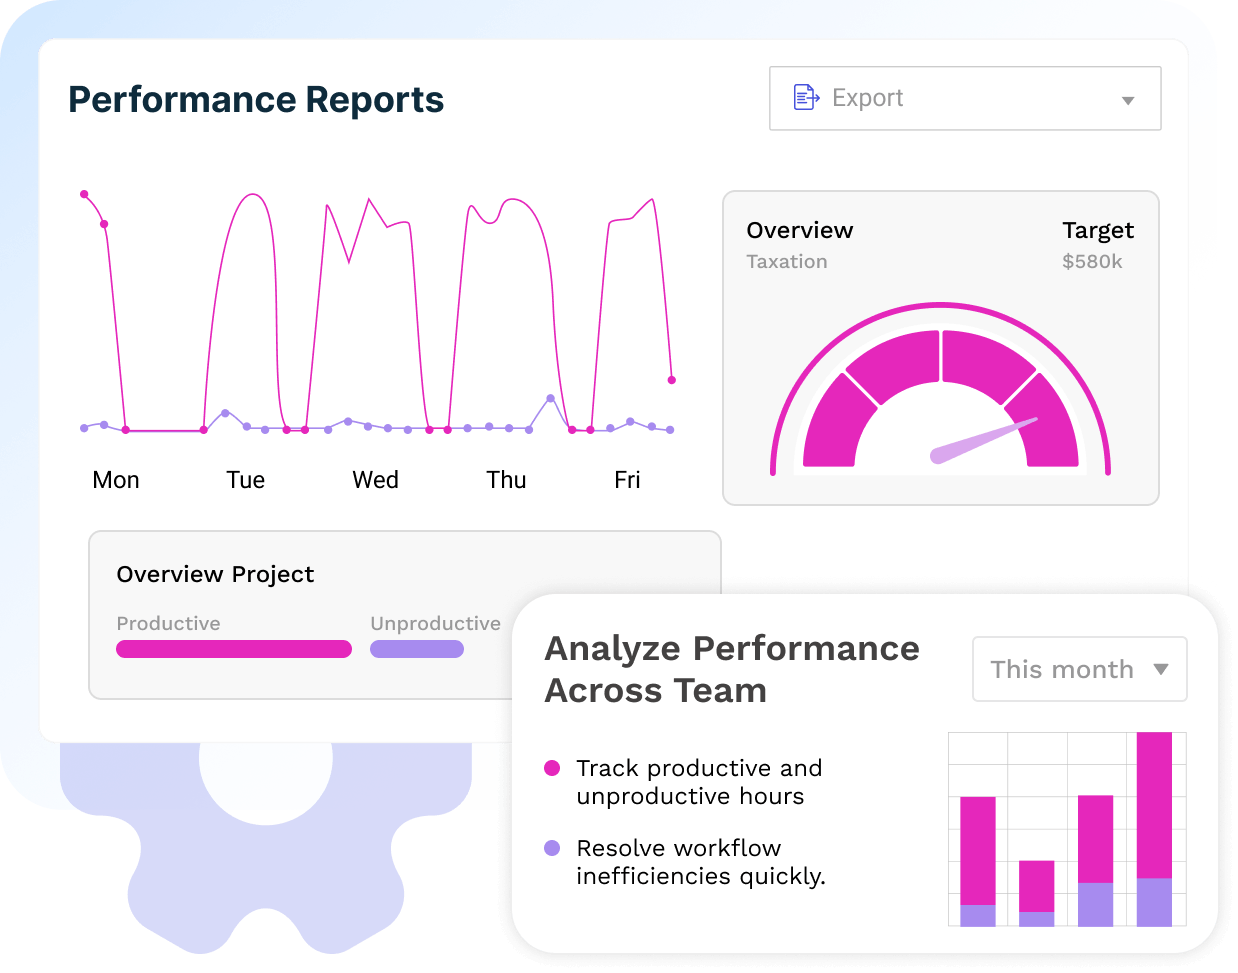 Performance Reports
Export
Overview
Target
Taxation
$580k
Mon
Tue
Wed
Thu
Fri
Overview Project
Productive
Unproductive
Analyze Performance
Across Team
This month
Track productive and
unproductive hours
Resolve workflow
inefficiencies quickly.